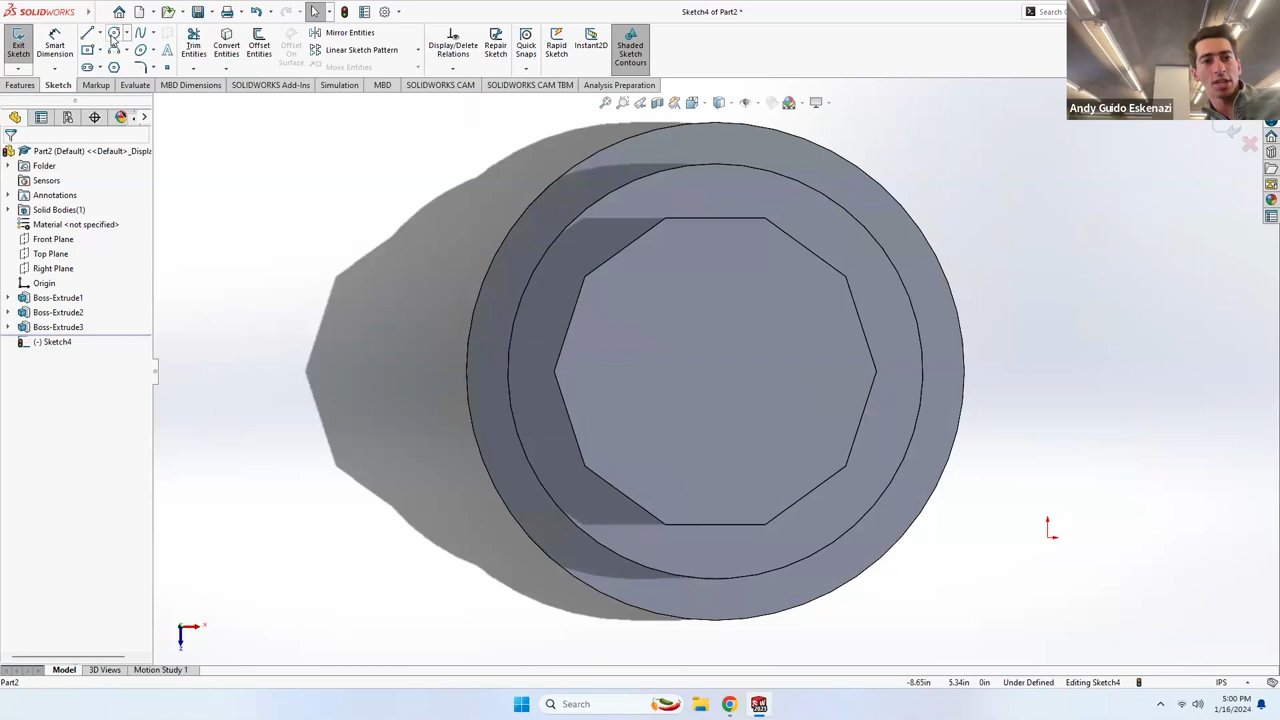 SOLIDWORKS
Sketch4 of Part2 *
Search C
Exit Sketch
Smart Dimension
Trim Entities
Convert Entities
Offset Entities
Offset On Surface
Mirror Entities
Linear Sketch Pattern
Move Entities
Display/Delete Relations
Repair Sketch
Quick Snaps
Rapid Sketch
Instant2D
Shaded Sketch Contours
Features
Sketch
Markup
Evaluate
MBD Dimensions
SOLIDWORKS Add-Ins
Simulation
MBD
SOLIDWORKS CAM
SOLIDWORKS CAM TBM
Analysis Preparation
Andy Guido Eskenazi
Part2 (Default) <<Default>_Displa
Folder
Sensors
Annotations
Solid Bodies(1)
Material <not specified>
Front Plane
Top Plane
Right Plane
Origin
Boss-Extrude1
Boss-Extrude2
Boss-Extrude3
(-) Sketch4
x
z
Model
3D Views
Motion Study 1
Part2
-8.65in
5.34in
0in
Under Defined
Editing Sketch4
IPS
Search
5:00 PM
1/16/2024